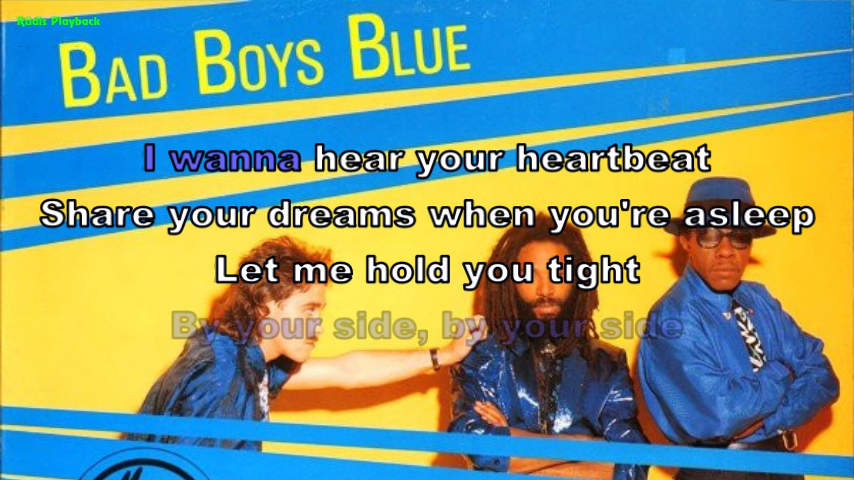 Rudis Playback
BAD BOYS BLUE
I wanna hear your heartbeat
Share your dreams when you're asleep
Let me hold you tight
By your side, by your side